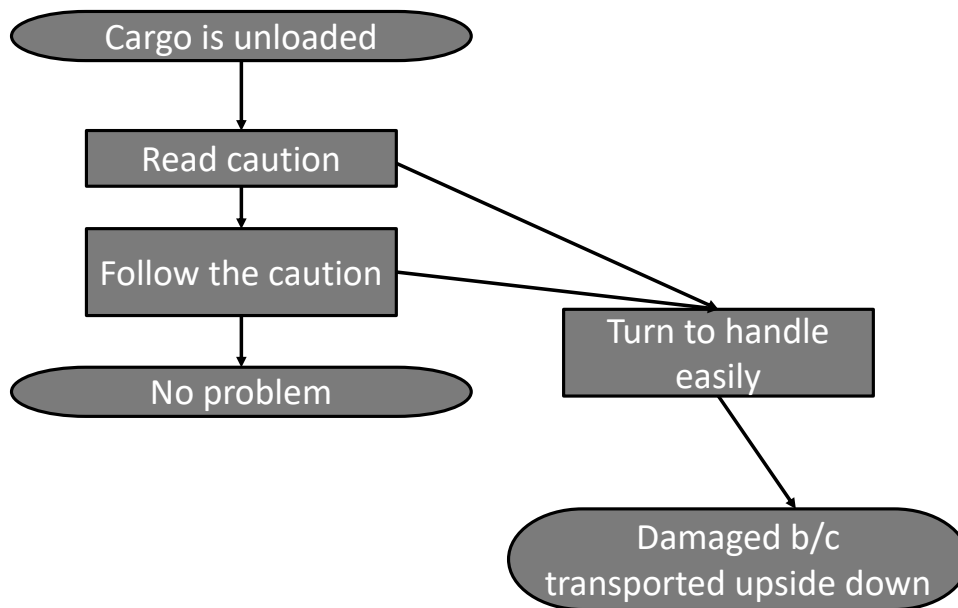 Cargo is unloaded
Read caution
Follow the caution
No problem
Turn to handle
easily
Damaged b/c
transported upside down